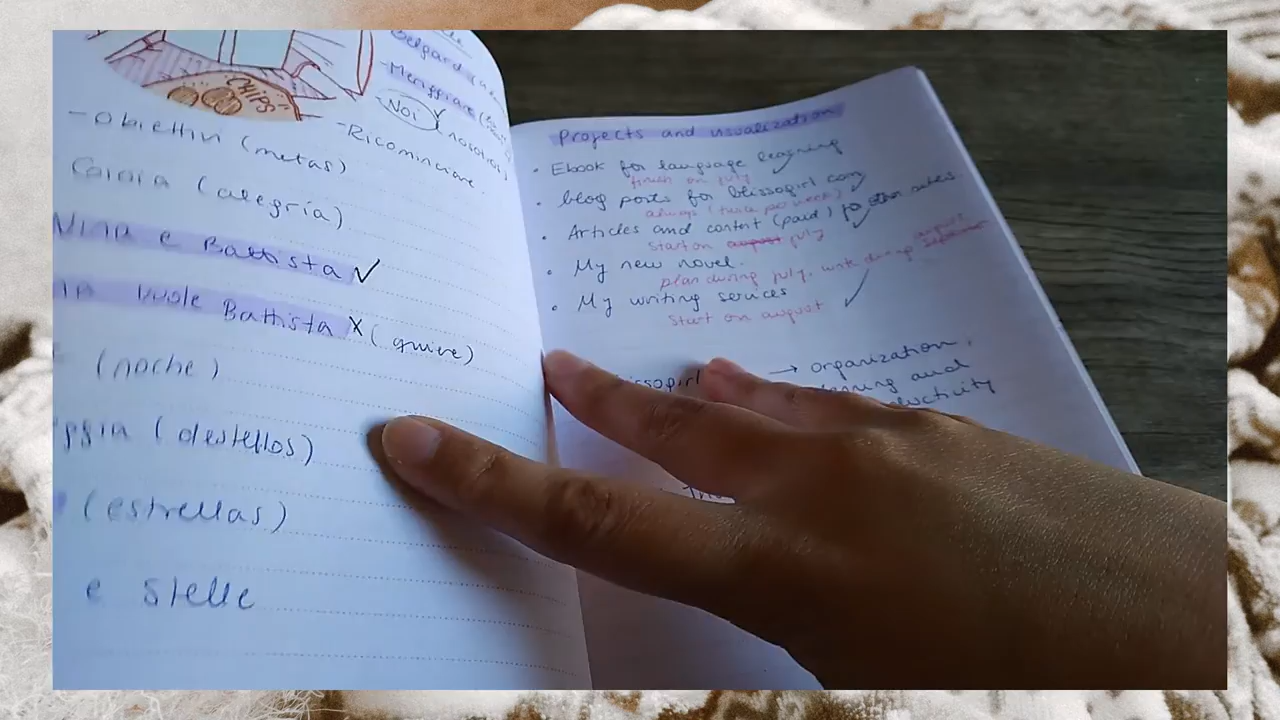 CHIPS
- Obiettivi (metas)
- Ricominciare.
Noi
(nosotros)
(alegría)
Nina e Battista ✓
vuole Battista X (quiere)
(noche)
(destellos)
(estrellas)
e stelle
Projects and visualization
• Ebook for language learning ✓
finish on july
• blog posts for blissogirl.com ✓
always (twice per week)
• Articles and content (paid) for other sites. ✓
start on august july
• My new novel.
plan during july, write during august
• My writing services
start on august
→ organization,
and